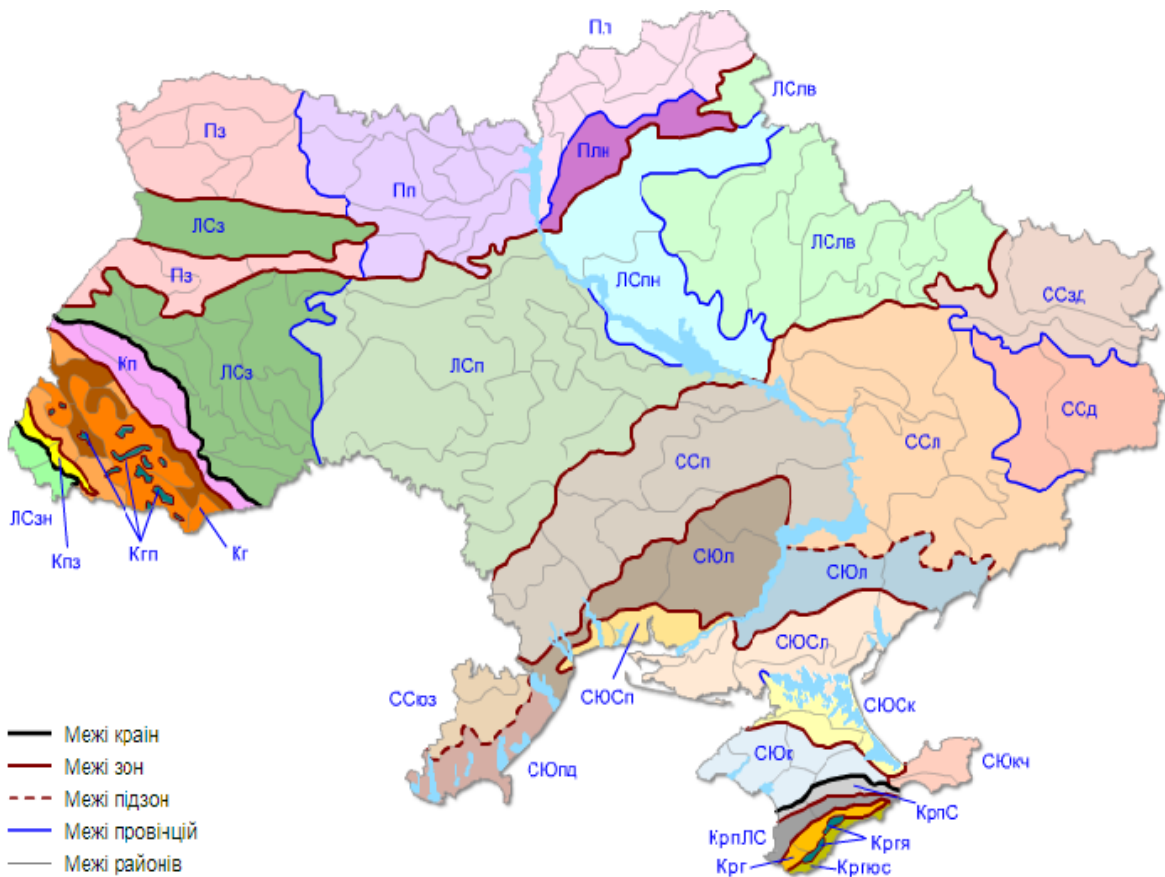 Пл
ЛСлв
Пз
Плн
Пп
ЛСз
ЛСлв
Пз
ЛСпн
ССзд
Кп
ЛСз
ЛСп
ССд
ССл
ССп
ЛСзн
Кпз
Кгп
Кг
СЮл
СЮл
СЮСл
ССюз
СЮСп
СЮСк
СЮк
СЮпд
СЮкч
КрпС
КрпЛС
Кргя
Крг
Кргюс
Межі країн
Межі зон
Межі підзон
Межі провінцій
Межі районів